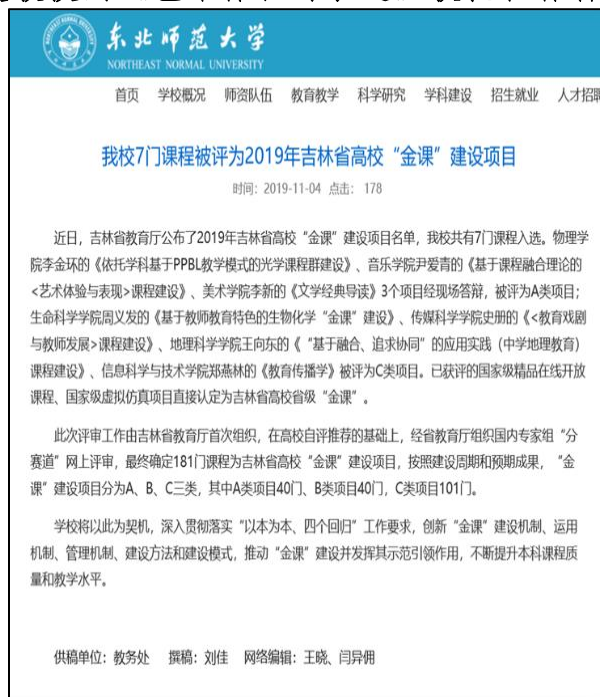 东北师范大学
NORTHEAST NORMAL UNIVERSITY
首页 学校概况 师资队伍 教育教学 科学研究 学科建设 招生就业 人才招聘
我校7门课程被评为2019年吉林省高校“金课”建设项目
时间：2019-11-04 点击： 178
近日，吉林省教育厅公布了2019年吉林省高校“金课”建设项目名单，我校共有7门课程入选。物理学
院李金环的《依托学科基于PPBL教学模式的光学课程群建设》、音乐学院尹爱青的《基于课程融合理论的
<艺术体验与表现>课程建设》、美术学院李新的《文学经典导读》3个项目经现场答辩，被评为A类项目；
生命科学学院周义发的《基于教师教育特色的生物化学“金课”建设》、传媒科学学院史册的《<教育戏剧
与教师发展>课程建设》、地理科学学院王向东的《“基于融合、追求协同”的应用实践（中学地理教育）
课程建设》、信息科学与技术学院郑燕林的《教育传播学》被评为C类项目。已获评的国家级精品在线开放
课程、国家级虚拟仿真项目直接认定为吉林省高校省级“金课”。
此次评审工作由吉林省教育厅首次组织，在高校自评推荐的基础上，经省教育厅组织国内专家组“分
赛道”网上评审，最终确定181门课程为吉林省高校“金课”建设项目，按照建设周期和预期成果，“金
课”建设项目分为A、B、C三类，其中A类项目40门、B类项目40门，C类项目101门。
学校将以此为契机，深入贯彻落实“以本为本、四个回归”工作要求，创新“金课”建设机制、运用
机制、管理机制、建设方法和建设模式，推动“金课”建设并发挥其示范引领作用，不断提升本科课程质
量和教学水平。
供稿单位：教务处 撰稿：刘佳 网络编辑：王晓、闫异佣